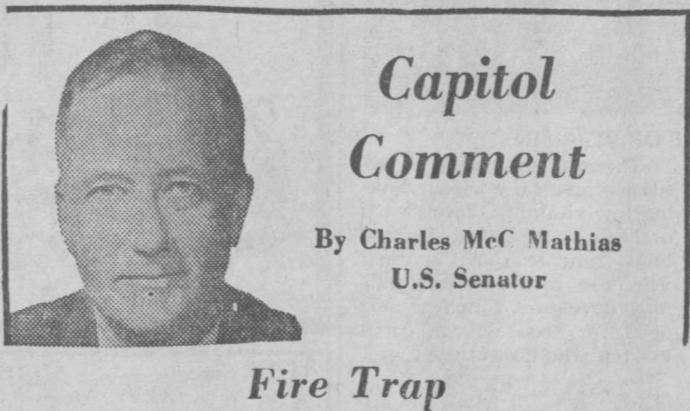 Capitol
Comment
By Charles McC Mathias
U.S. Senator
Fire Trap